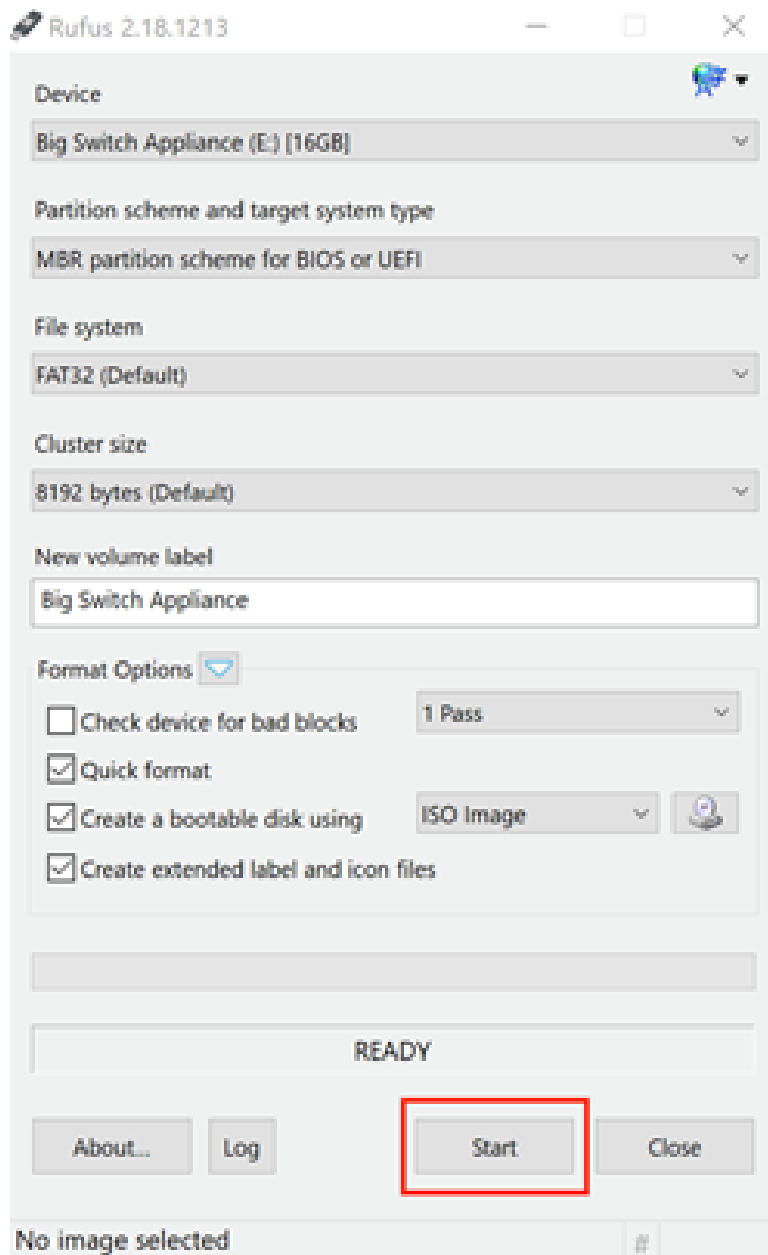 Rufus 2.18.1213
Device
Big Switch Appliance (E:) [16GB]
Partition scheme and target system type
MBR partition scheme for BIOS or UEFI
File system
FAT32 (Default)
Cluster size
8192 bytes (Default)
New volume label
Big Switch Appliance
Format Options
Check device for bad blocks 1 Pass
Quick format
Create a bootable disk using ISO Image
Create extended label and icon files
READY
About... Log Start Close
No image selected #